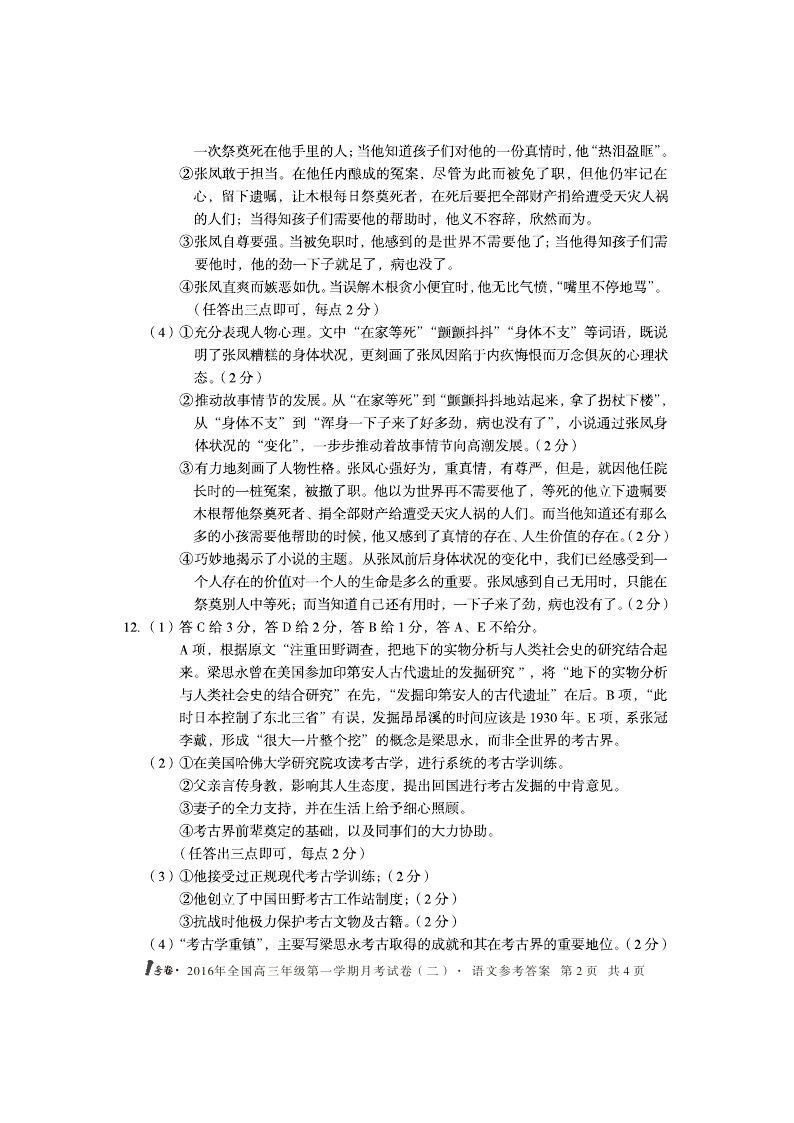 一次祭奠死在他手里的人；当他知道孩子们对他的一份真情时，他“热泪盈眶”。
②张凤敢于担当。在他任内酿成的冤案，尽管为此而被免了职，但他仍牢记在
心，留下遗嘱，让木根每日祭奠死者，在死后要把全部财产捐给遭受天灾人祸
的人们；当得知孩子们需要他的帮助时，他义不容辞，欣然而为。
③张凤自尊要强。当被免职时，他感到的是世界不需要他了；当他得知孩子们需
要他时，他的劲一下子就足了，病也没了。
④张凤直爽而嫉恶如仇。当误解木根贪小便宜时，他无比气愤，“嘴里不停地骂”。
（任答出三点即可，每点 2 分）
（4）①充分表现人物心理。文中“在家等死”“颤颤抖抖”“身体不支”等词语，既说
明了张凤糟糕的身体状况，更刻画了张凤因陷于内疚悔恨而万念俱灰的心理状
态。（2 分）
②推动故事情节的发展。从“在家等死”到“颤颤抖抖地站起来，拿了拐杖下楼”，
从“身体不支”到“浑身一下子来了好多劲，病也没有了”，小说通过张凤身
体状况的“变化”，一步步推动着故事情节向高潮发展。（2 分）
③有力地刻画了人物性格。张凤心强好为，重真情，有尊严，但是，就因他任院
长时的一桩冤案，被撤了职。他以为世界再不需要他了，等死的他立下遗嘱要
木根帮他祭奠死者、捐全部财产给遭受天灾人祸的人们。而当他知道还有那么
多的小孩需要他帮助的时候，他又感到了真情的存在、人生价值的存在。（2 分）
④巧妙地揭示了小说的主题。从张凤前后身体状况的变化中，我们已经感受到一
个人存在的价值对一个人的生命是多么的重要。张凤感到自己无用时，只能在
祭奠别人中等死；而当知道自己还有用时，一下子来了劲，病也没有了。（2 分）
12.（1）答 C 给 3 分，答 D 给 2 分，答 B 给 1 分，答 A、E 不给分。
A 项，根据原文“注重田野调查，把地下的实物分析与人类社会史的研究结合起
来。梁思永曾在美国参加印第安人古代遗址的发掘研究”，将“地下的实物分析
与人类社会史的结合研究”在先，“发掘印第安人的古代遗址”在后。B 项，“此
时日本控制了东北三省”有误，发掘昂昂溪的时间应该是 1930 年。E 项，系张冠
李戴，形成“很大一片整个挖”的概念是梁思永，而非全世界的考古界。
（2）①在美国哈佛大学研究院攻读考古学，进行系统的考古学训练。
②父亲言传身教，影响其人生态度，提出回国进行考古发掘的中肯意见。
③妻子的全力支持，并在生活上给予细心照顾。
④考古界前辈奠定的基础，以及同事们的大力协助。
（任答出三点即可，每点 2 分）
（3）①他接受过正规现代考古学训练；（2 分）
②他创立了中国田野考古工作站制度；（2 分）
③抗战时他极力保护考古文物及古籍。（2 分）
（4）“考古学重镇”，主要写梁思永考古取得的成就和其在考古界的重要地位。（2 分）
1号卷·2016年全国高三年级第一学期月考试卷（二）· 语文参考答案 第 2 页 共 4 页